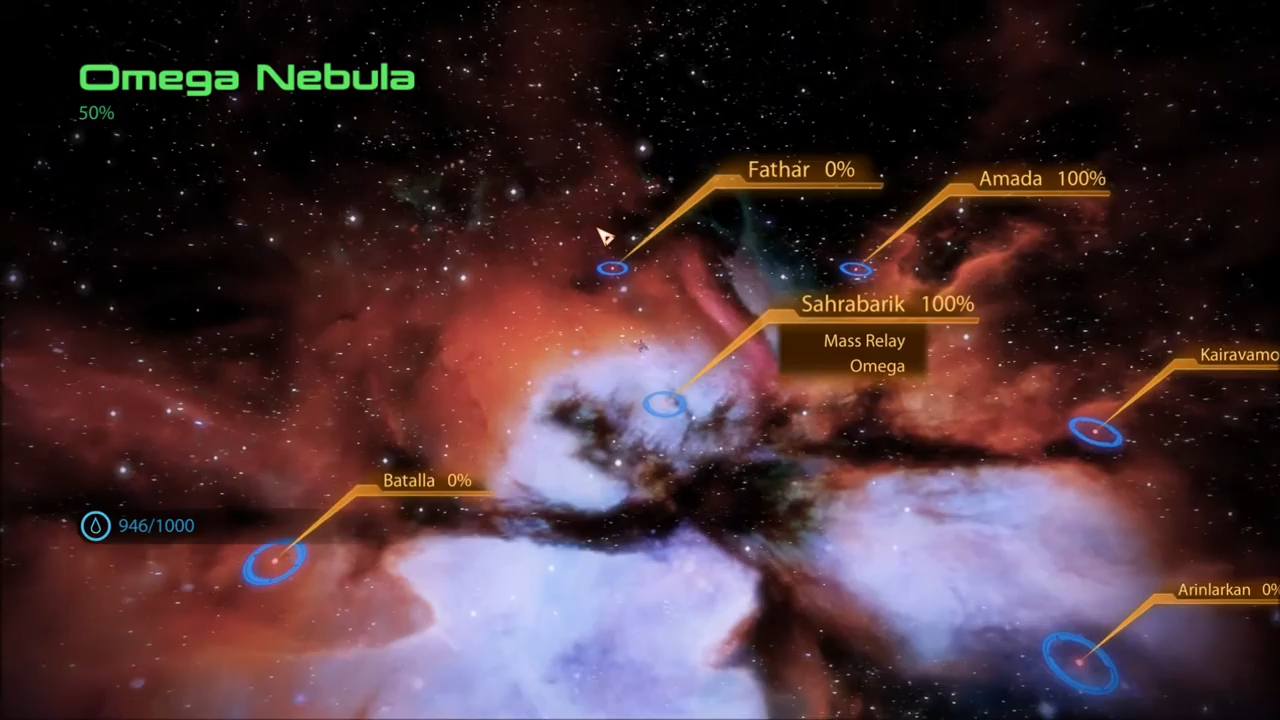 Omega Nebula
50%
Fathar 0%
Amada 100%
Sahrabarik 100%
Mass Relay
Omega
Kairavamo
Batalla 0%
946/1000
Arinlarkan 0%